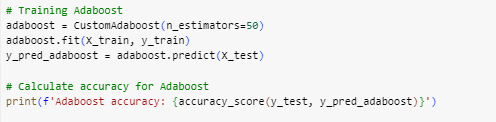 # Training Adaboost
adaboost = CustomAdaboost(n_estimators=50)
adaboost.fit(X_train, y_train)
y_pred_adaboost = adaboost.predict(X_test)
# Calculate accuracy for Adaboost
print(f'Adaboost accuracy: {accuracy_score(y_test, y_pred_adaboost)}')